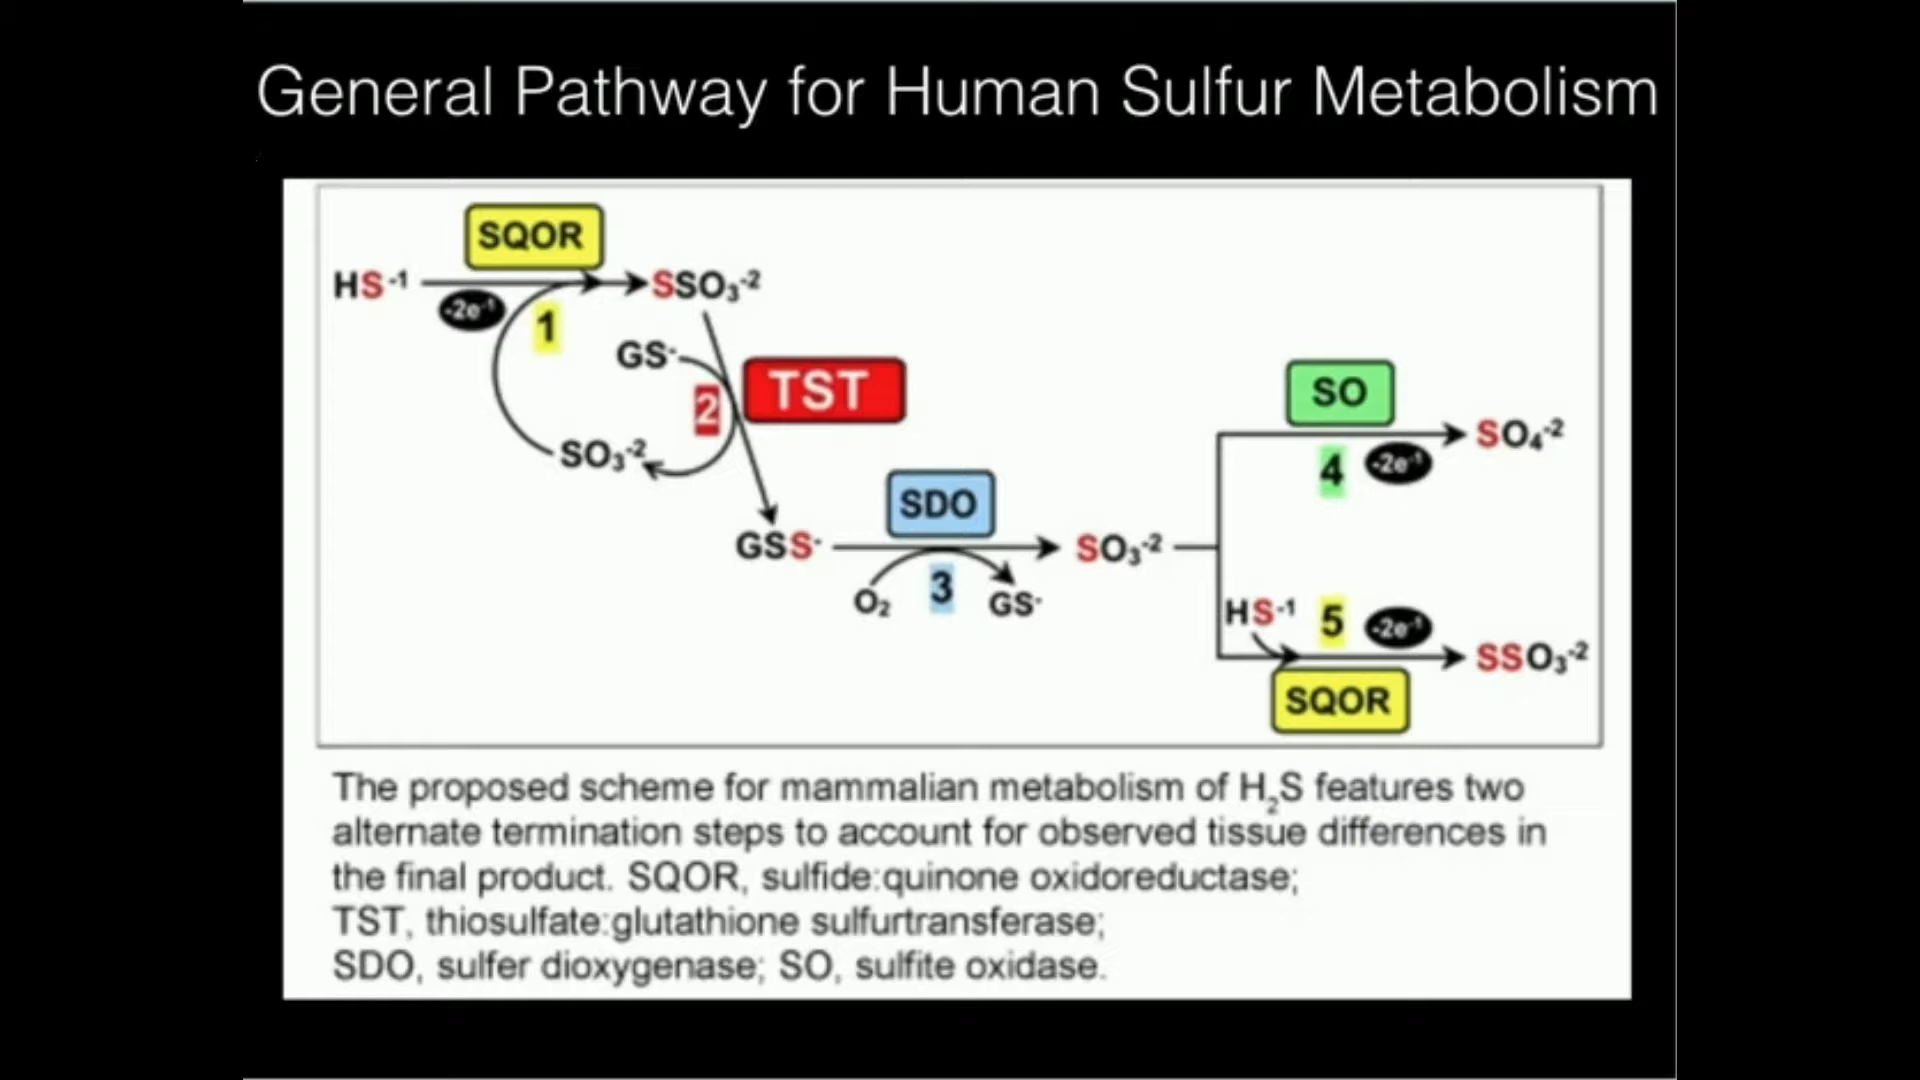 General Pathway for Human Sulfur Metabolism
SQOR
HS⁻¹
-2e⁻¹
1
SSO₃⁻²
GS⁻
2
TST
SO₃⁻²
GSS⁻
SDO
O₂
3
GS⁻
SO₃⁻²
SO
4
-2e⁻¹
SO₄⁻²
HS⁻¹
5
-2e⁻¹
SSO₃⁻²
SQOR
The proposed scheme for mammalian metabolism of H₂S features two
alternate termination steps to account for observed tissue differences in
the final product. SQOR, sulfide:quinone oxidoreductase;
TST, thiosulfate:glutathione sulfurtransferase;
SDO, sulfer dioxygenase; SO, sulfite oxidase.